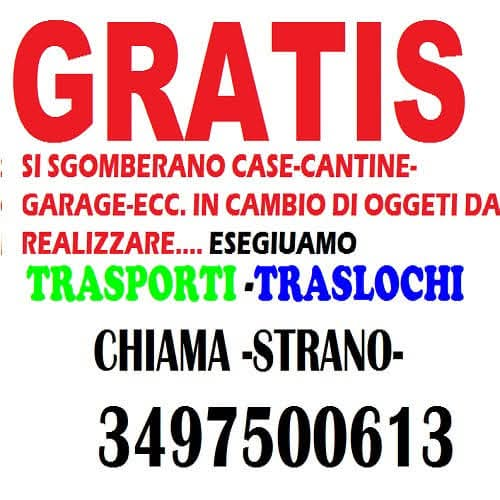 GRATIS
SI SGOMBERANO CASE-CANTINE-
GARAGE-ECC. IN CAMBIO DI OGGETI DA
REALIZZARE.... ESEGIUAMO
TRASPORTI -TRASLOCHI
CHIAMA -STRANO-
3497500613